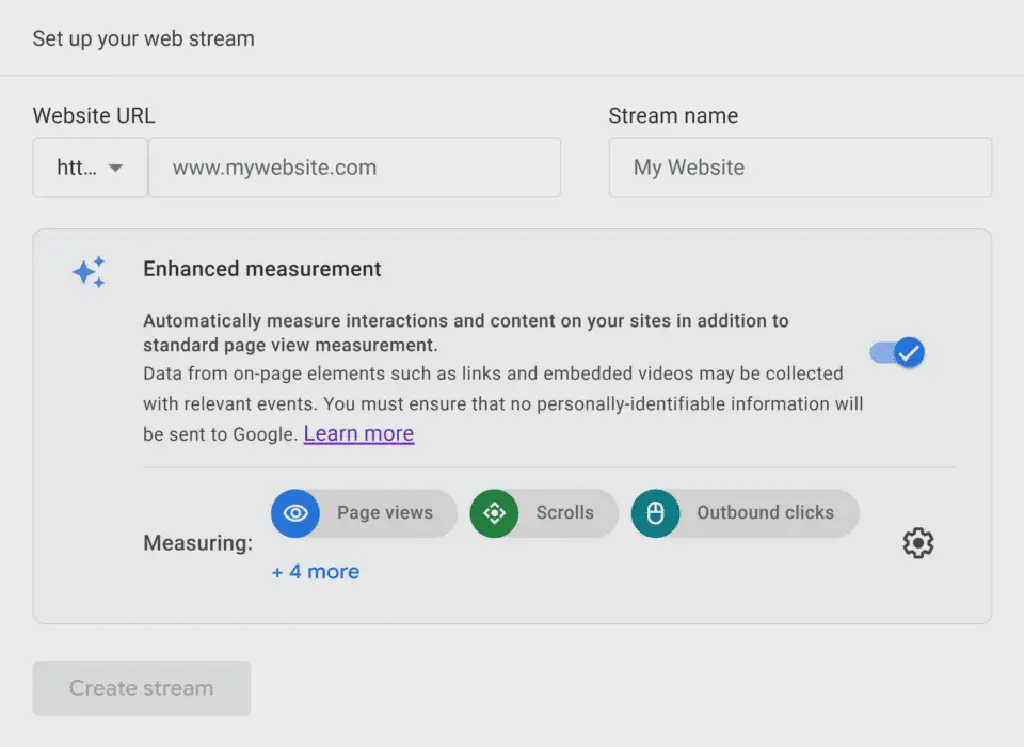 Set up your web stream
Website URL
Stream name
htt...
www.mywebsite.com
My Website
Enhanced measurement
Automatically measure interactions and content on your sites in addition to
standard page view measurement.
Data from on-page elements such as links and embedded videos may be collected
with relevant events. You must ensure that no personally-identifiable information will
be sent to Google. Learn more
Measuring:
Page views
Scrolls
Outbound clicks
+ 4 more
Create stream